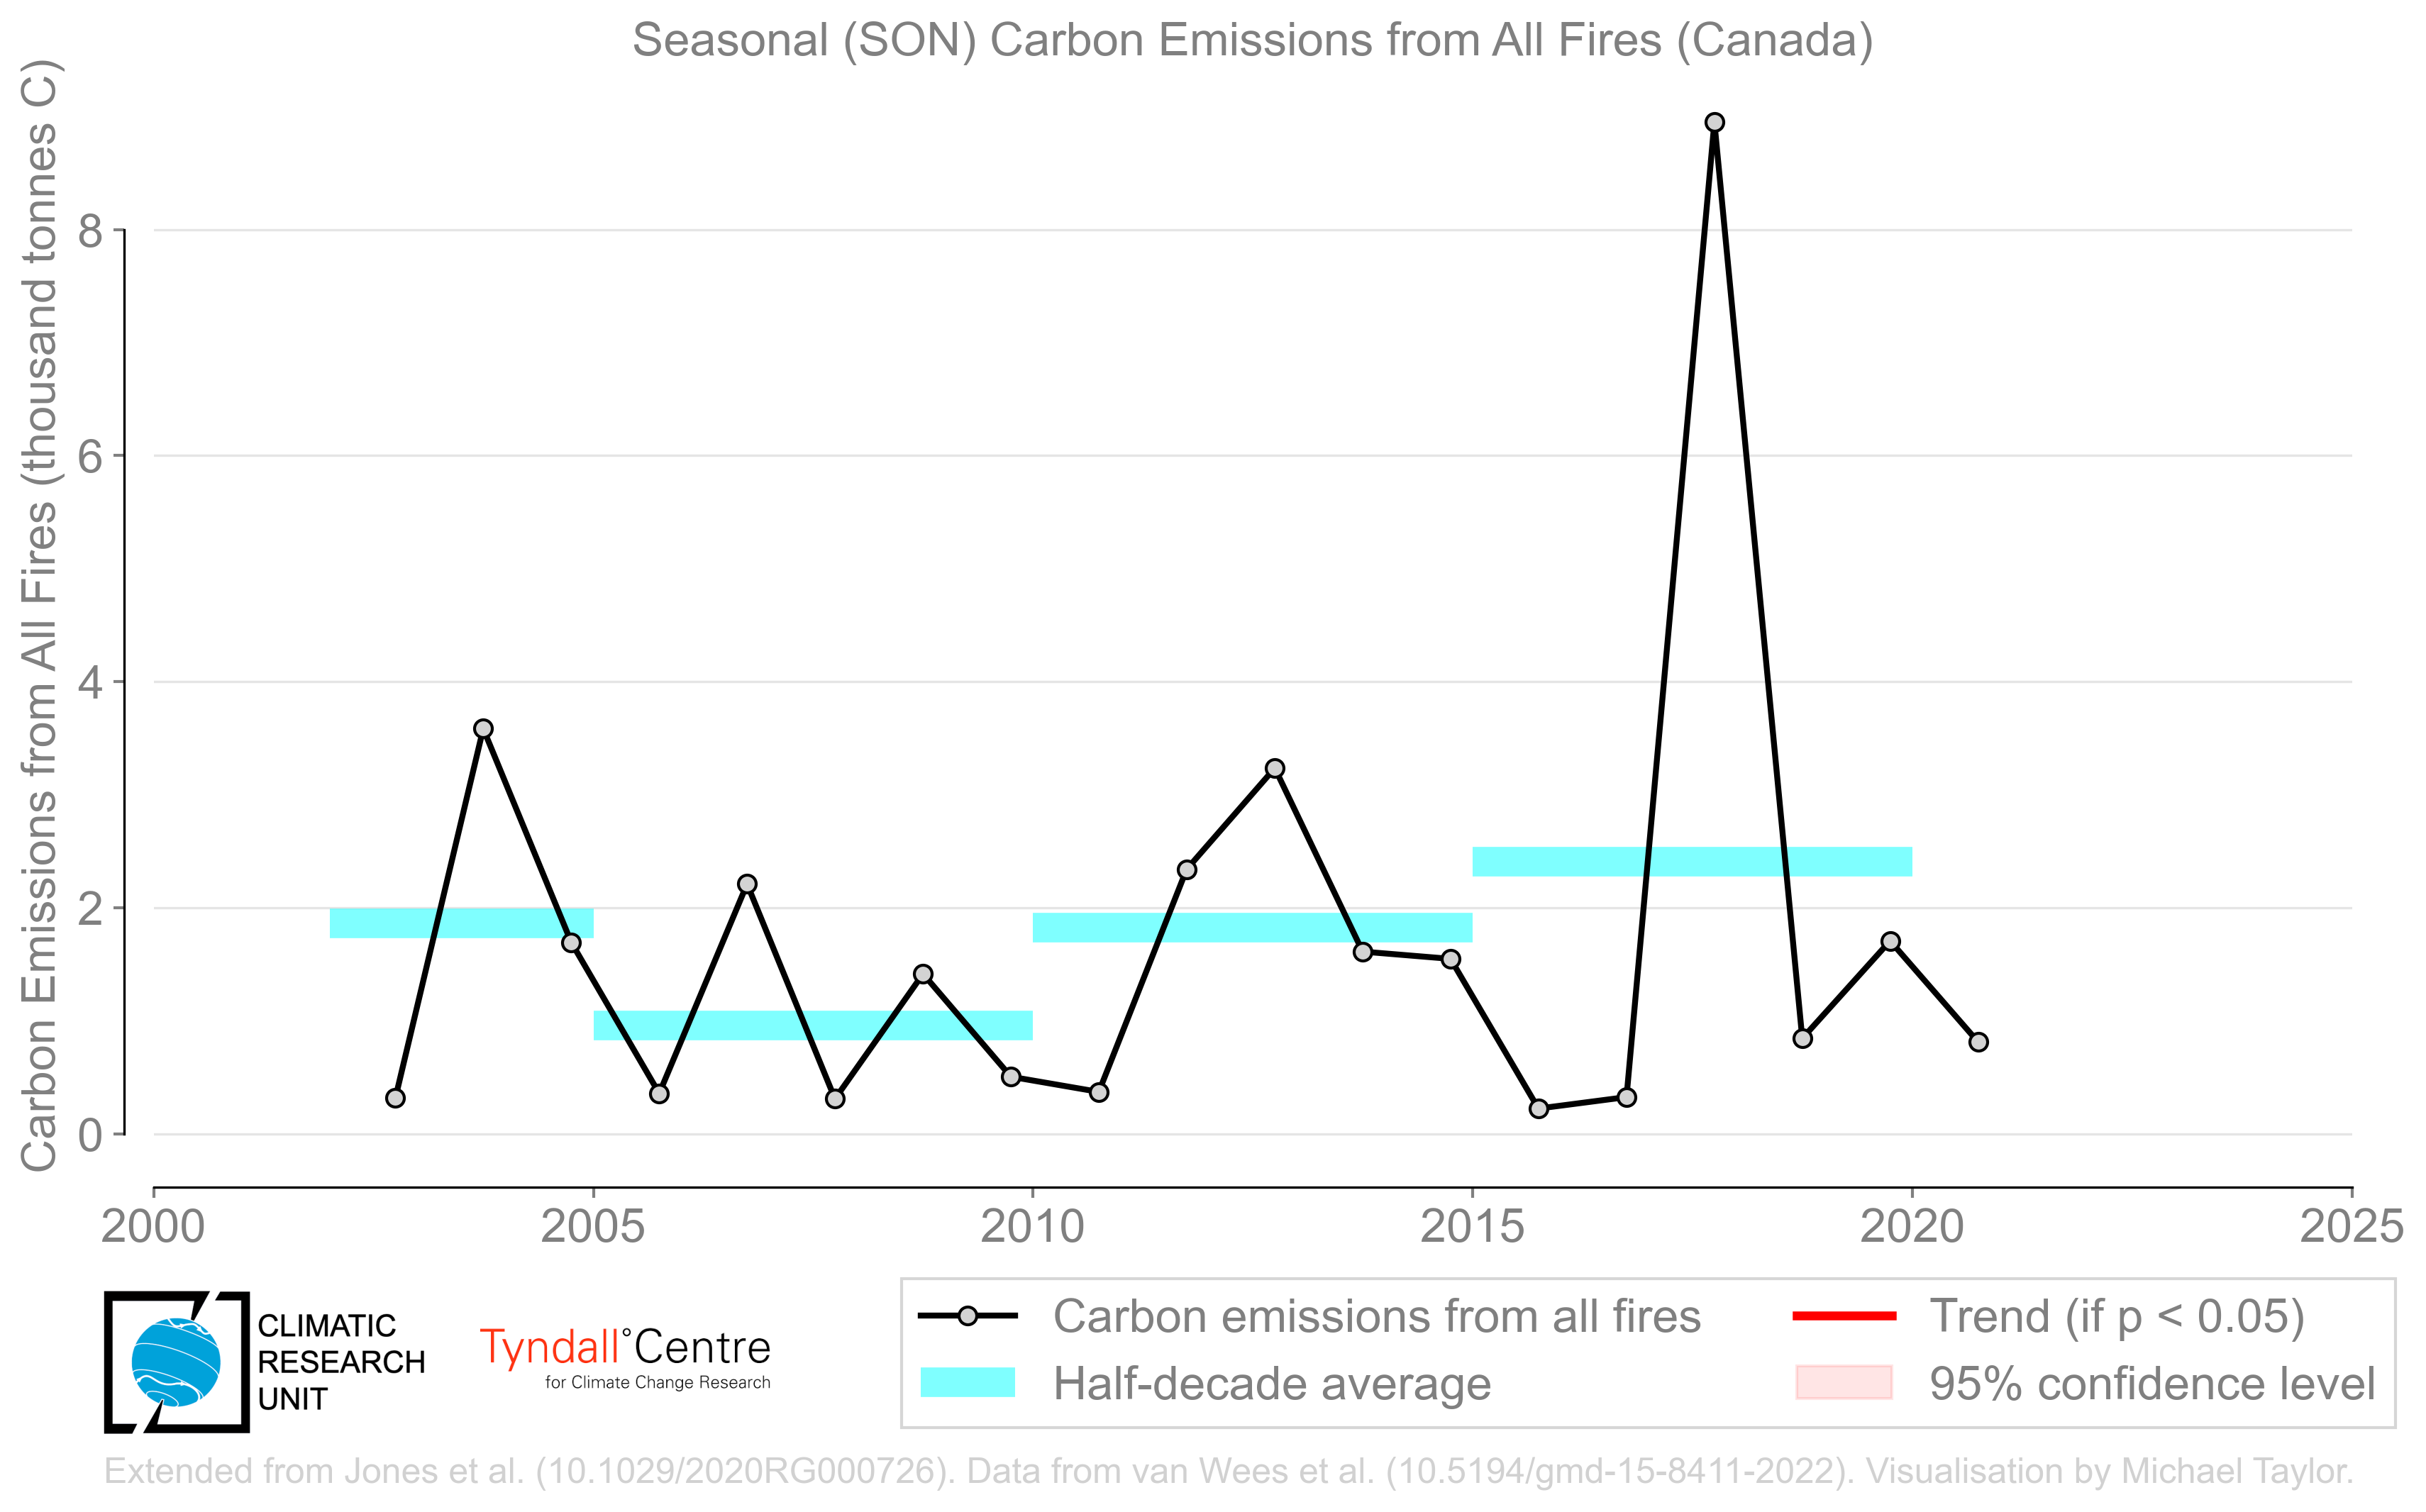 Seasonal (SON) Carbon Emissions from All Fires (Canada)
Carbon Emissions from All Fires (thousand tonnes C)
8
6
4
2
0
2000 2005 2010 2015 2020 2025
CLIMATIC
RESEARCH
UNIT
Tyndall°Centre
for Climate Change Research
Carbon emissions from all fires
Half-decade average
Trend (if p < 0.05)
95% confidence level
Extended from Jones et al. (10.1029/2020RG000726). Data from van Wees et al. (10.5194/gmd-15-8411-2022). Visualisation by Michael Taylor.